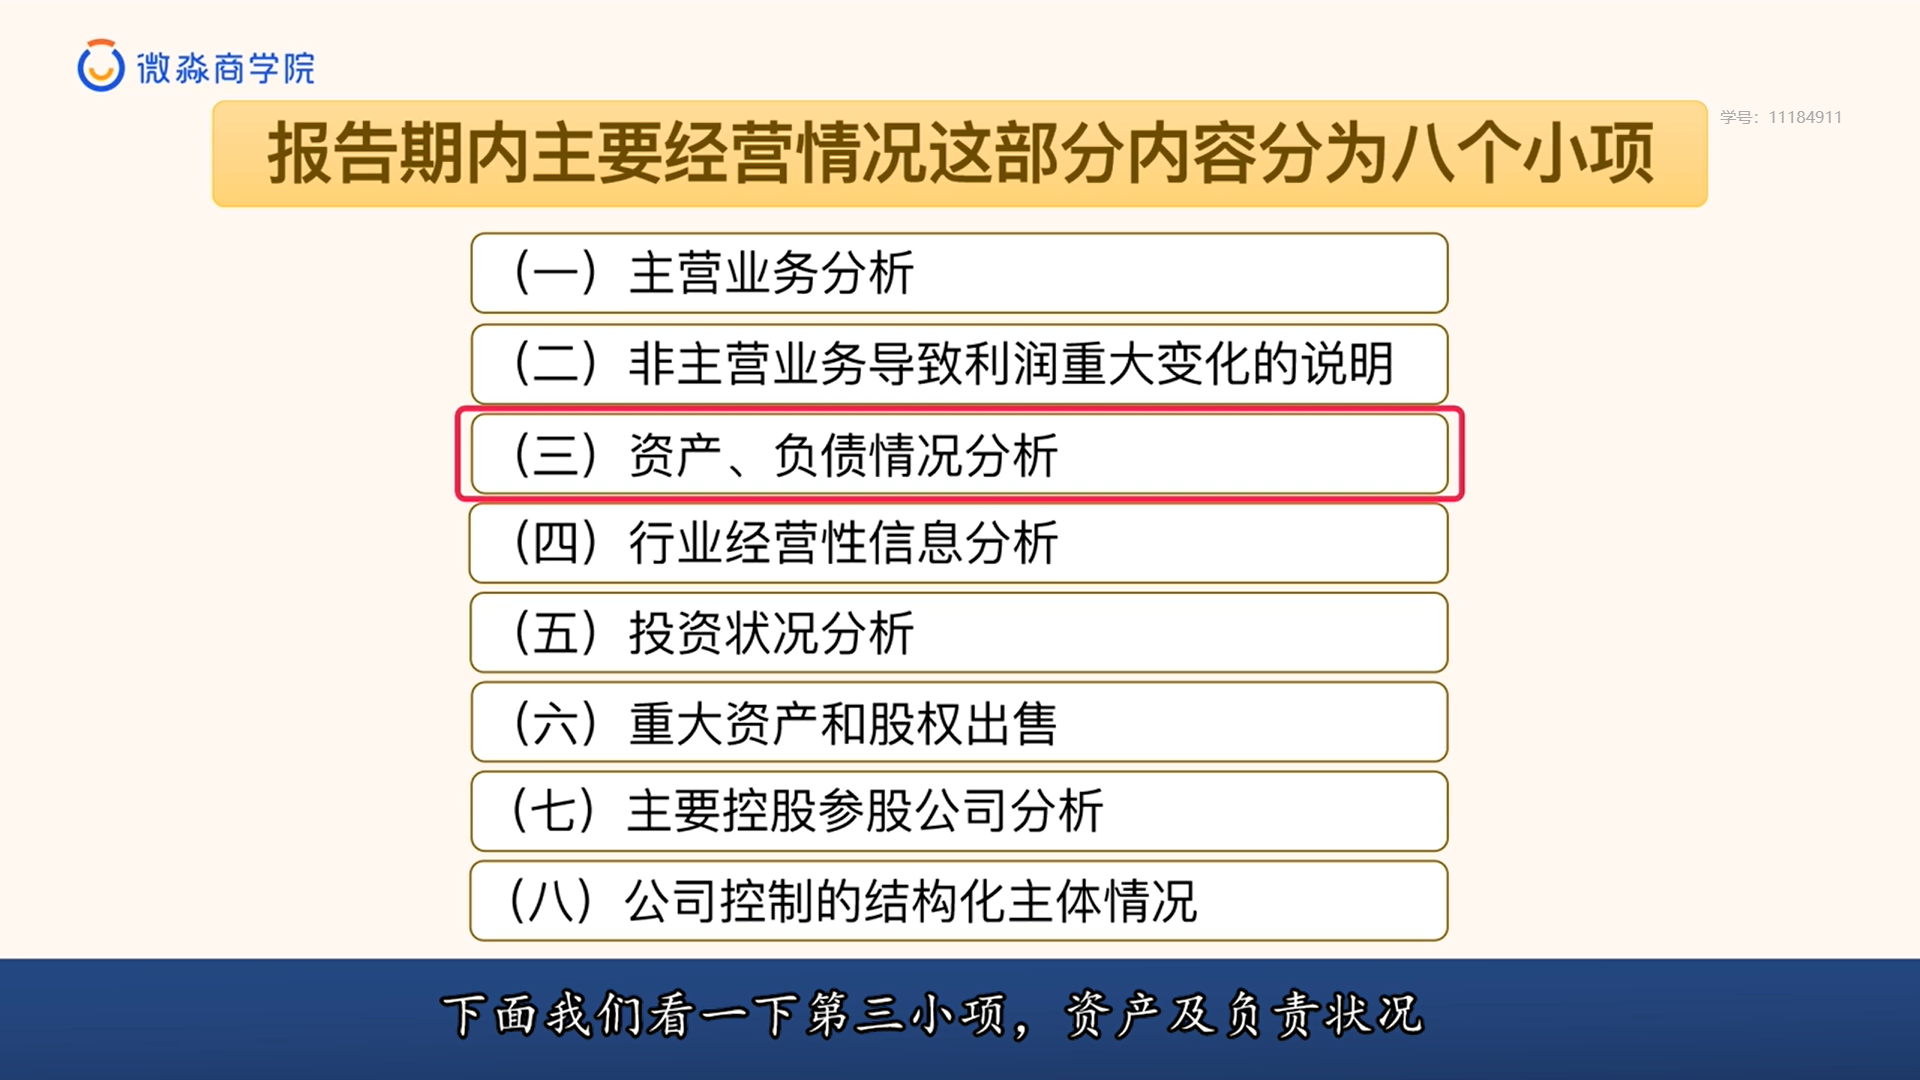 微淼商学院
学号：11184911
报告期内主要经营情况这部分内容分为八个小项
（一）主营业务分析
（二）非主营业务导致利润重大变化的说明
（三）资产、负债情况分析
（四）行业经营性信息分析
（五）投资状况分析
（六）重大资产和股权出售
（七）主要控股参股公司分析
（八）公司控制的结构化主体情况
下面我们看一下第三小项，资产及负责状况